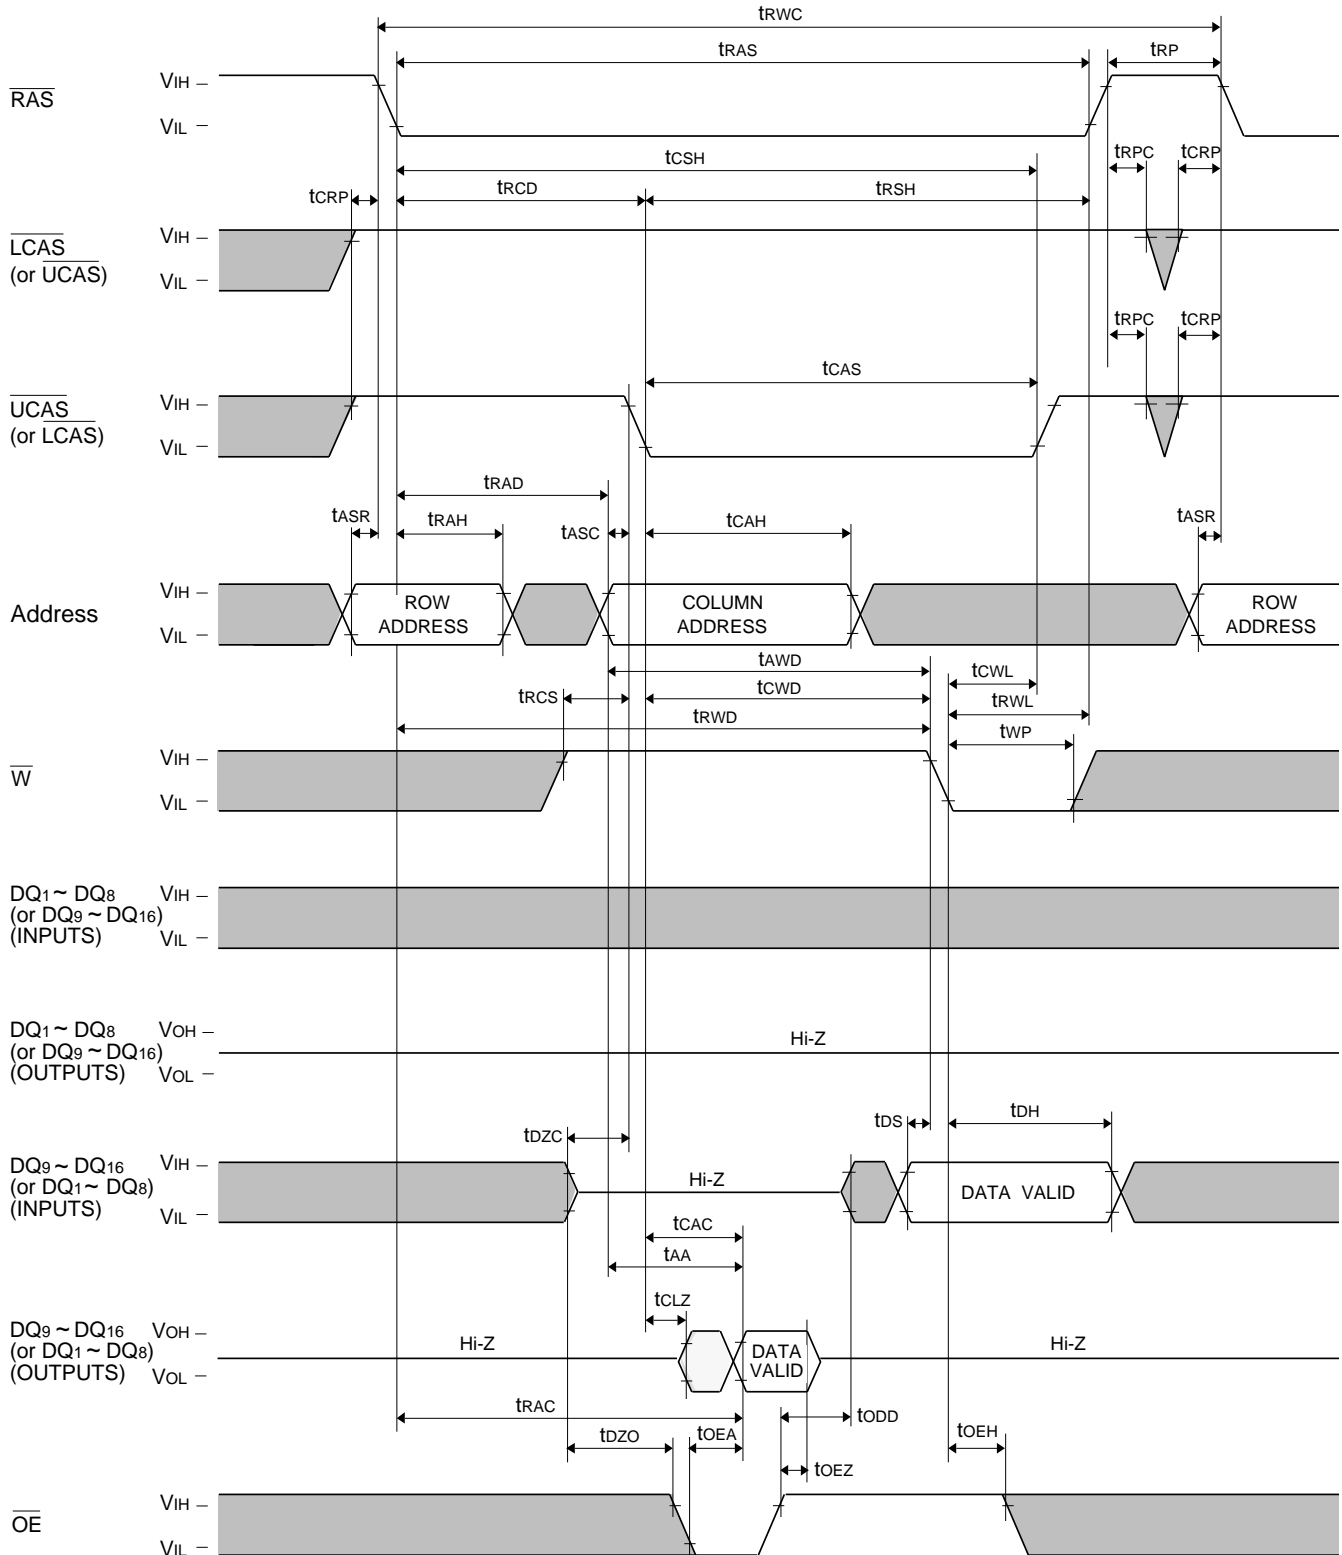 tRWC
tRAS tRP
VIH
RAS
VIL
tCSH tRPC tCRP
tCRP tRCD tRSH
VIH
LCAS
(or UCAS)
VIL
tRPC tCRP
tCAS
VIH
UCAS
(or LCAS)
VIL
tRAD
tASR tRAH tASC tCAH tASR
VIH
Address ROW ADDRESS COLUMN ADDRESS ROW ADDRESS
VIL
tAWD tCWL
tRCS tCWD tRWL
tRWD tWP
VIH
W
VIL
DQ1 ~ DQ8 VIH
(or DQ9 ~ DQ16)
(INPUTS) VIL
DQ1 ~ DQ8 VOH
(or DQ9 ~ DQ16) Hi-Z
(OUTPUTS) VOL
tDS tDH
tDZC
DQ9 ~ DQ16 VIH
(or DQ1 ~ DQ8) Hi-Z DATA VALID
(INPUTS) VIL
tCAC
tAA
tCLZ
DQ9 ~ DQ16 VOH
(or DQ1 ~ DQ8) Hi-Z DATA VALID Hi-Z
(OUTPUTS) VOL
tRAC tODD
tDZO tOEA tOEH
tOEZ
VIH
OE
VIL